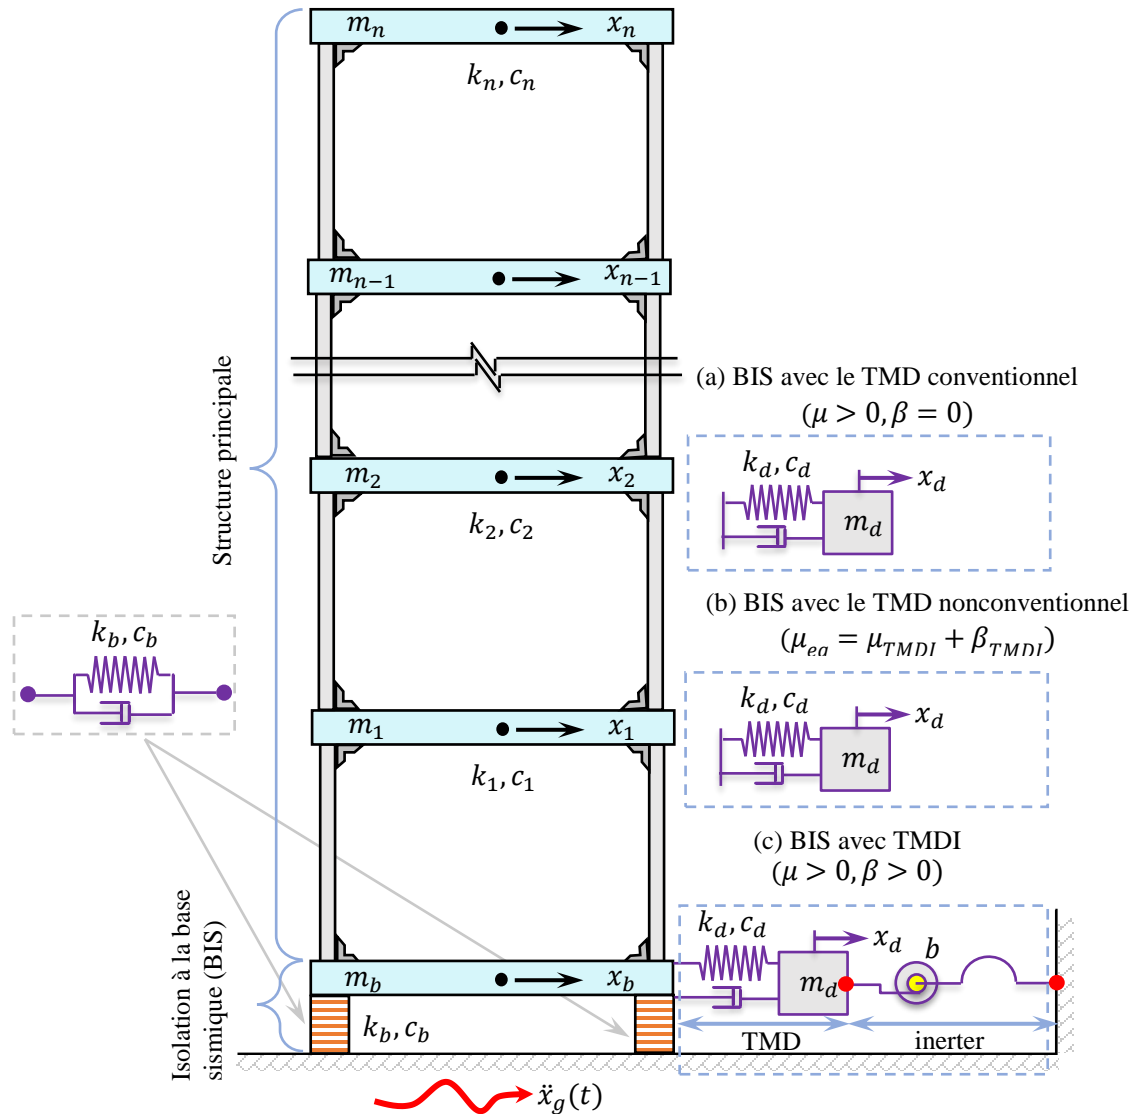 mₙ xₙ
kₙ, cₙ
mₙ₋₁ xₙ₋₁
Structure principale
(a) BIS avec le TMD conventionnel
(μ > 0, β = 0)
k_d, c_d
x_d
m_d
m₂ x₂
k₂, c₂
(b) BIS avec le TMD nonconventionnel
(μ_eq = μ_TMDI + β_TMDI)
k_d, c_d
x_d
m_d
k_b, c_b
m₁ x₁
k₁, c₁
(c) BIS avec TMDI
(μ > 0, β > 0)
Isolation à la base
sismique (BIS)
k_d, c_d
x_d
b
m_d
m_b x_b
k_b, c_b
TMD inerter
ẍ_g(t)